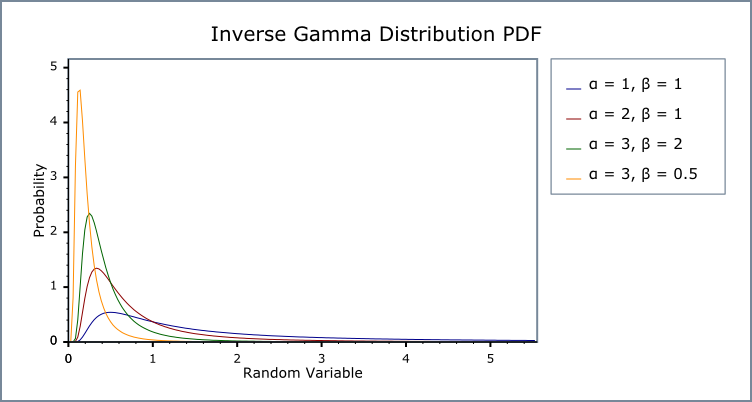 Inverse Gamma Distribution PDF
5
4
3
2
1
0
Probability
0 1 2 3 4 5
Random Variable
α = 1, β = 1
α = 2, β = 1
α = 3, β = 2
α = 3, β = 0.5